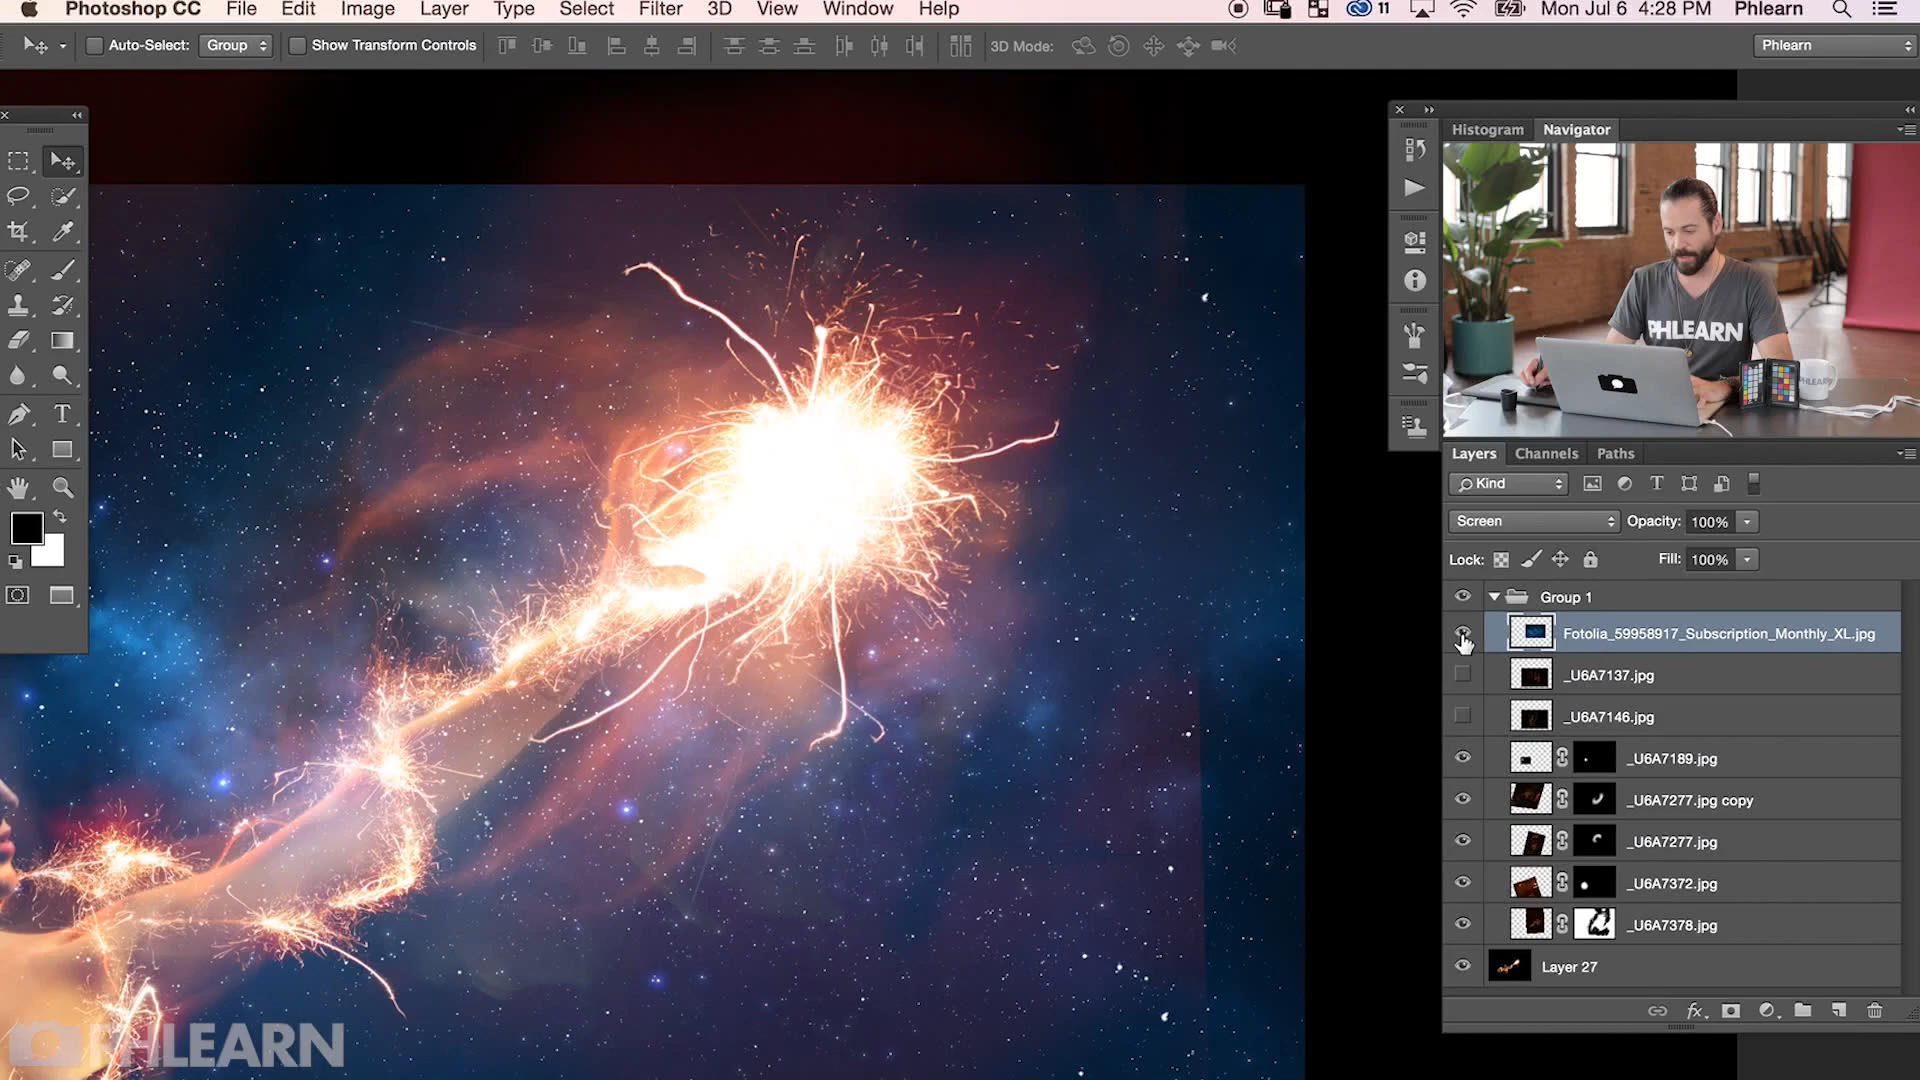 Photoshop CC File Edit Image Layer Type Select Filter 3D View Window Help 11 Mon Jul 6 4:28 PM Phlearn
Auto-Select: Group Show Transform Controls 3D Mode: Phlearn
Histogram Navigator
PHLEARN
PHLEARN
Layers Channels Paths
Kind
Screen Opacity: 100%
Lock: Fill: 100%
Group 1
Fotolia_59958917_Subscription_Monthly_XL.jpg
_U6A7137.jpg
_U6A7146.jpg
_U6A7189.jpg
_U6A7277.jpg copy
_U6A7277.jpg
_U6A7372.jpg
_U6A7378.jpg
Layer 27
fx
PHLEARN